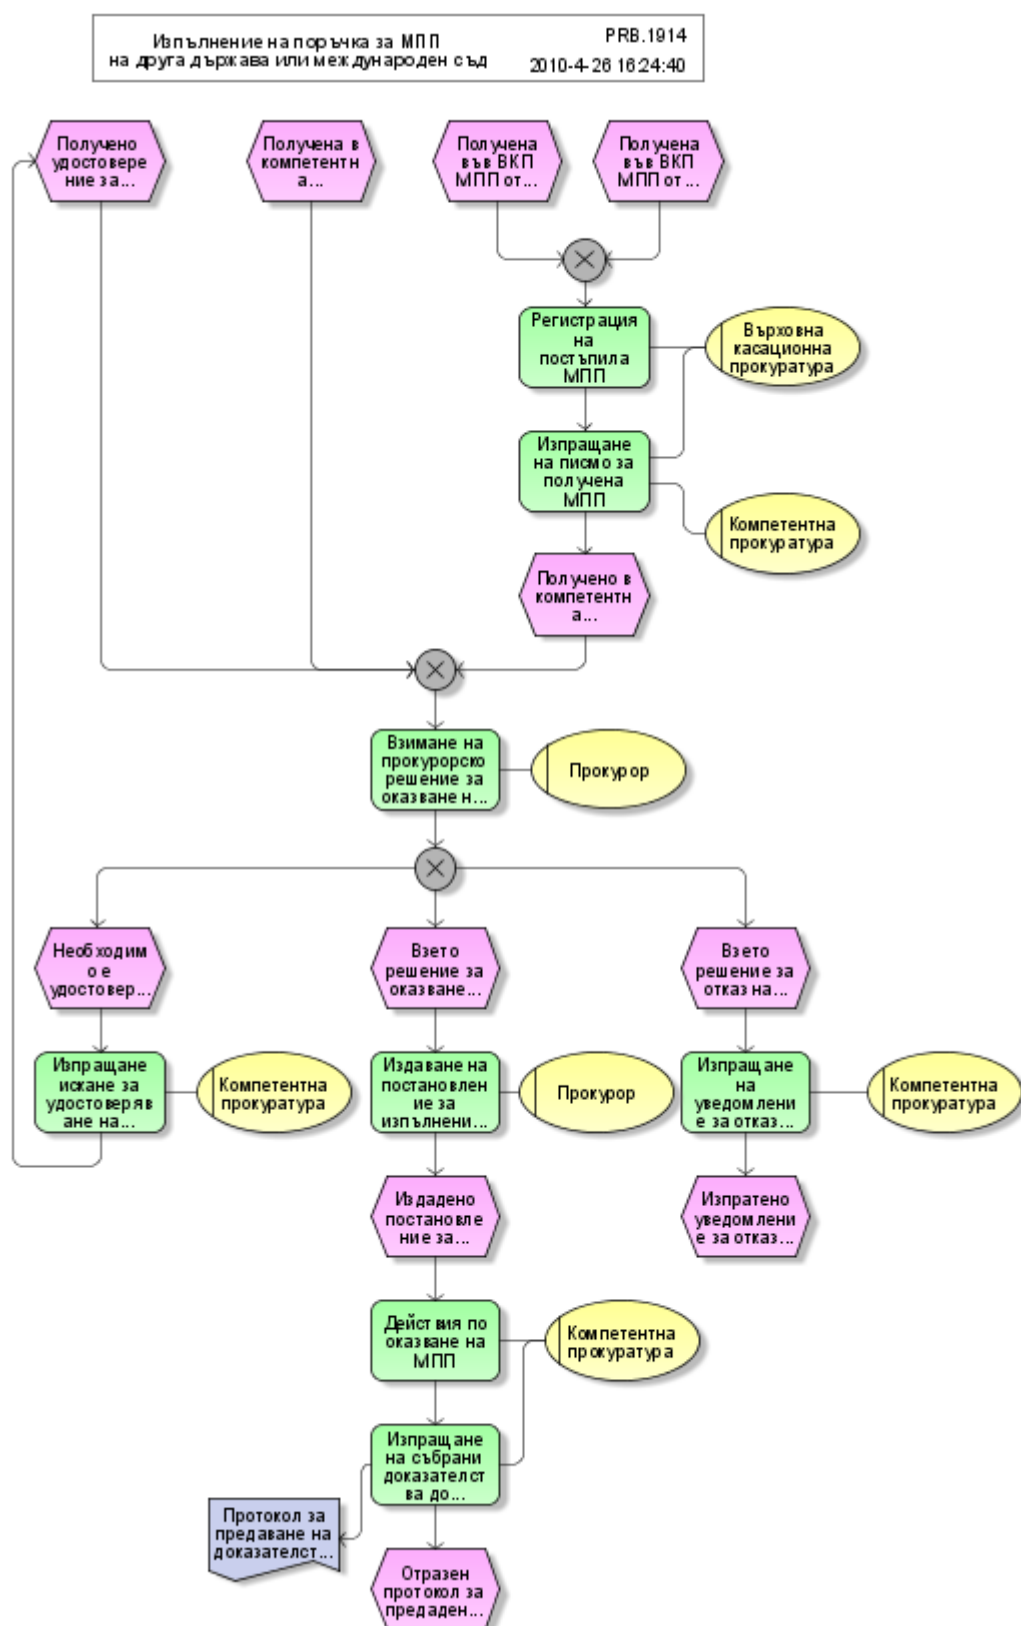 Изпълнение на поръчка за МПП
на друга държава или международен съд
PRB.1914
2010-4-26 16:24:40
Получено
удостовере
ние за...
Получена в
компетентн
а...
Получена
във ВКП
МПП от...
Получена
във ВКП
МПП от...
Регистрация
на
постъпила
МПП
Върховна
касационна
прокуратура
Изпращане
на писмо за
получена
МПП
Компетентна
прокуратура
Получено в
компетентн
а...
Взимане на
прокурорско
решение за
оказване н...
Прокурор
Необходим
о е
удостовер...
Взето
решение за
оказване...
Взето
решение за
отказ на...
Изпращане
искане за
удостоверяв
ане на...
Компетентна
прокуратура
Издаване на
постановлен
ие за
изпълнени...
Прокурор
Изпращане
на
уведомлени
е за отказ...
Компетентна
прокуратура
Издадено
постановле
ние за...
Изпратено
уведомлени
е за отказ...
Действия по
оказване на
МПП
Компетентна
прокуратура
Изпращане
на събрани
доказателст
ва до...
Протокол за
предаване на
доказателст...
Отразен
протокол за
предаден...